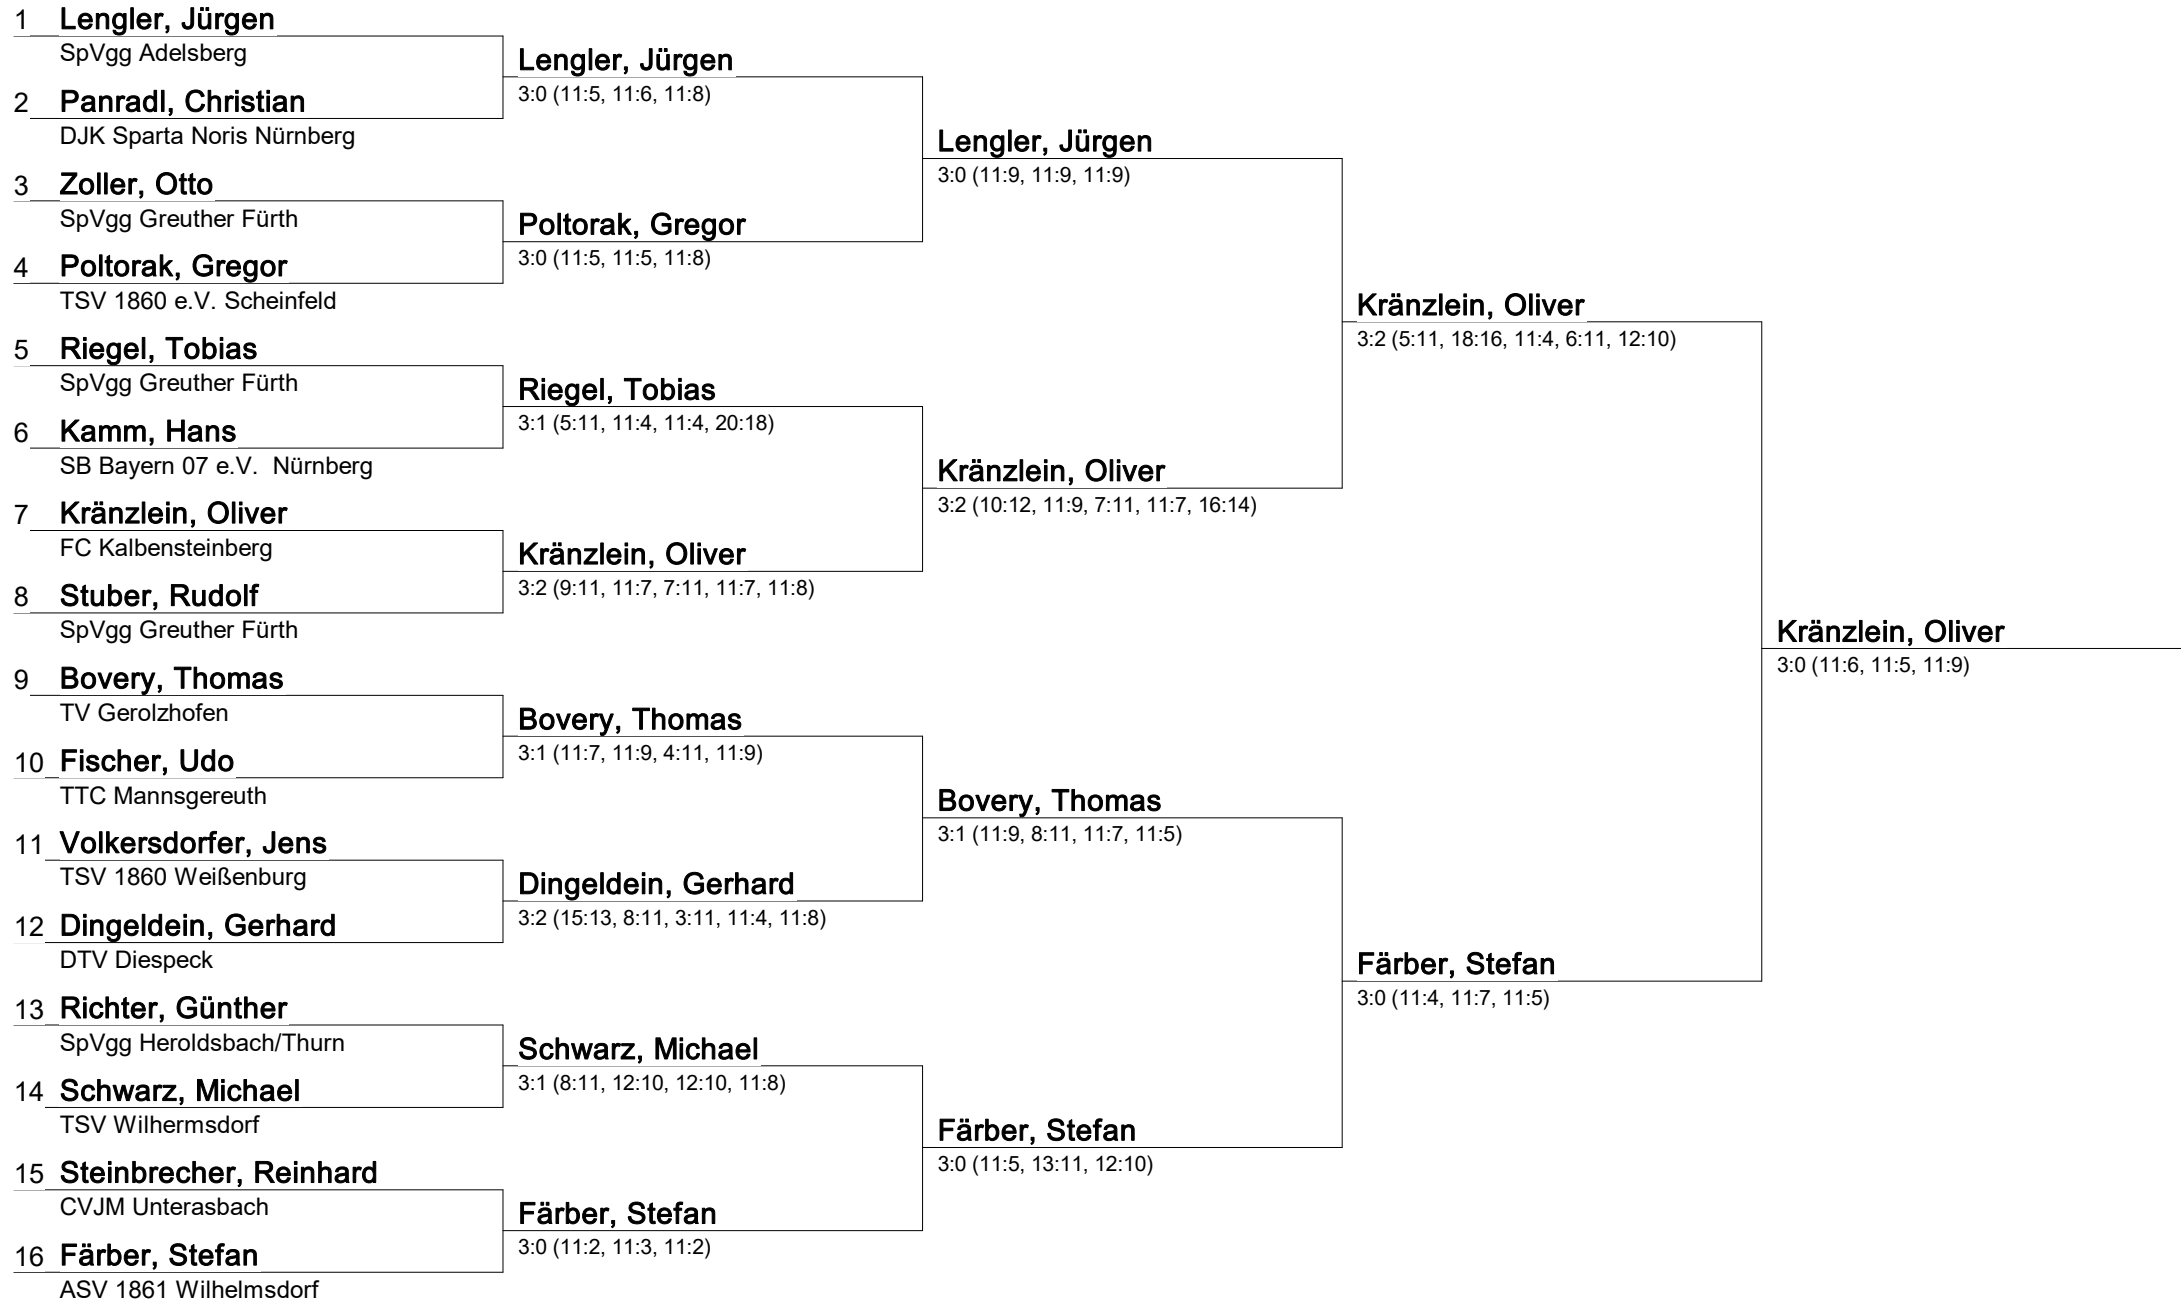 1 Lengler, Jürgen
SpVgg Adelsberg
2 Panradl, Christian
DJK Sparta Noris Nürnberg
3 Zoller, Otto
SpVgg Greuther Fürth
4 Poltorak, Gregor
TSV 1860 e.V. Scheinfeld
5 Riegel, Tobias
SpVgg Greuther Fürth
6 Kamm, Hans
SB Bayern 07 e.V.  Nürnberg
7 Kränzlein, Oliver
FC Kalbensteinberg
8 Stuber, Rudolf
SpVgg Greuther Fürth
9 Bovery, Thomas
TV Gerolzhofen
10 Fischer, Udo
TTC Mannsgereuth
11 Volkersdorfer, Jens
TSV 1860 Weißenburg
12 Dingeldein, Gerhard
DTV Diespeck
13 Richter, Günther
SpVgg Heroldsbach/Thurn
14 Schwarz, Michael
TSV Wilhermsdorf
15 Steinbrecher, Reinhard
CVJM Unterasbach
16 Färber, Stefan
ASV 1861 Wilhelmsdorf
Lengler, Jürgen
3:0 (11:5, 11:6, 11:8)
Poltorak, Gregor
3:0 (11:5, 11:5, 11:8)
Riegel, Tobias
3:1 (5:11, 11:4, 11:4, 20:18)
Kränzlein, Oliver
3:2 (9:11, 11:7, 7:11, 11:7, 11:8)
Bovery, Thomas
3:1 (11:7, 11:9, 4:11, 11:9)
Dingeldein, Gerhard
3:2 (15:13, 8:11, 3:11, 11:4, 11:8)
Schwarz, Michael
3:1 (8:11, 12:10, 12:10, 11:8)
Färber, Stefan
3:0 (11:2, 11:3, 11:2)
Lengler, Jürgen
3:0 (11:9, 11:9, 11:9)
Kränzlein, Oliver
3:2 (10:12, 11:9, 7:11, 11:7, 16:14)
Bovery, Thomas
3:1 (11:9, 8:11, 11:7, 11:5)
Färber, Stefan
3:0 (11:5, 13:11, 12:10)
Kränzlein, Oliver
3:2 (5:11, 18:16, 11:4, 6:11, 12:10)
Färber, Stefan
3:0 (11:4, 11:7, 11:5)
Kränzlein, Oliver
3:0 (11:6, 11:5, 11:9)